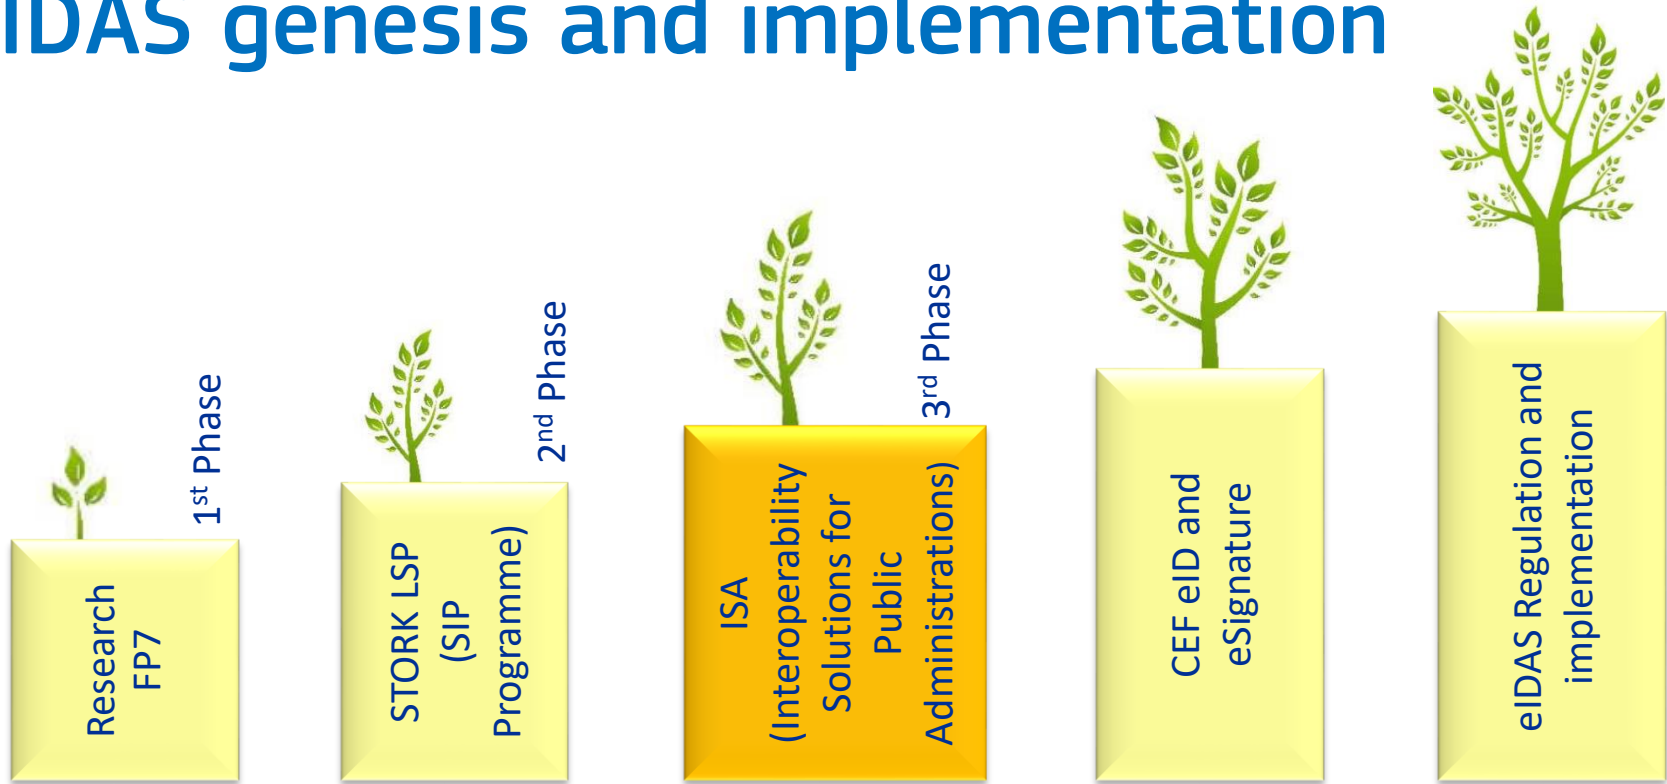 IDAS genesis and implementation
1st Phase
Research
FP7
2nd Phase
STORK LSP
(SIP
Programme)
3rd Phase
ISA
(Interoperability
Solutions for
Public
Administrations)
CEF eID and
eSignature
eIDAS Regulation and
implementation